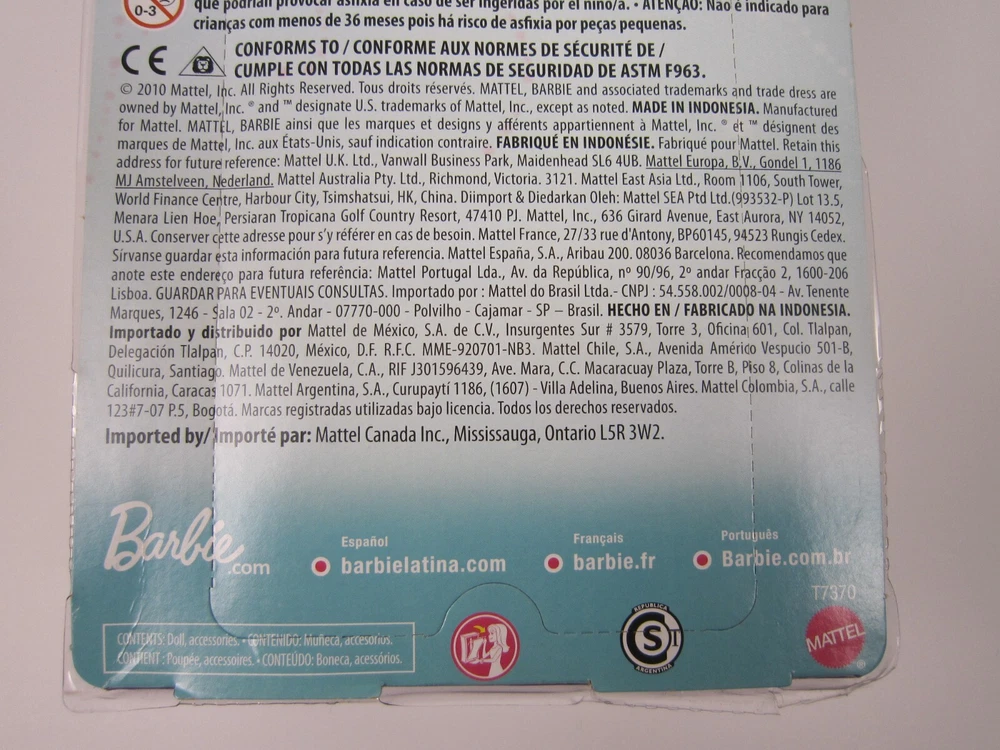 0-3
que podrían provocar asfixia en caso de ser ingeridas por el niño/a. • ATENÇÃO: Não é indicado para
crianças com menos de 36 meses pois há risco de asfixia por peças pequenas.
CE
CONFORMS TO / CONFORME AUX NORMES DE SÉCURITÉ DE /
CUMPLE CON TODAS LAS NORMAS DE SEGURIDAD DE ASTM F963.
© 2010 Mattel, Inc. All Rights Reserved. Tous droits réservés. MATTEL, BARBIE and associated trademarks and trade dress are
owned by Mattel, Inc. ® and ™ designate U.S. trademarks of Mattel, Inc., except as noted. MADE IN INDONESIA. Manufactured
for Mattel. MATTEL, BARBIE ainsi que les marques et designs y afférents appartiennent à Mattel, Inc. ® et ™ désignent des
marques de Mattel, Inc. aux États-Unis, sauf indication contraire. FABRIQUÉ EN INDONÉSIE. Fabriqué pour Mattel. Retain this
address for future reference: Mattel U.K. Ltd., Vanwall Business Park, Maidenhead SL6 4UB. Mattel Europa, B.V., Gondel 1, 1186
MJ Amstelveen, Nederland. Mattel Australia Pty. Ltd., Richmond, Victoria. 3121. Mattel East Asia Ltd., Room 1106, South Tower,
World Finance Centre, Harbour City, Tsimshatsui, HK, China. Diimport & Diedarkan Oleh: Mattel SEA Ptd Ltd.(993532-P) Lot 13.5,
Menara Lien Hoe, Persiaran Tropicana Golf Country Resort, 47410 PJ. Mattel, Inc., 636 Girard Avenue, East Aurora, NY 14052,
U.S.A. Conserver cette adresse pour s'y référer en cas de besoin. Mattel France, 27/33 rue d'Antony, BP60145, 94523 Rungis Cedex.
Sírvanse guardar esta información para futura referencia. Mattel España, S.A., Aribau 200. 08036 Barcelona. Recomendamos que
anote este endereço para futura referência: Mattel Portugal Lda., Av. da República, nº 90/96, 2º andar Fracção 2, 1600-206
Lisboa. GUARDAR PARA EVENTUAIS CONSULTAS. Importado por : Mattel do Brasil Ltda.- CNPJ : 54.558.002/0008-04 - Av. Tenente
Marques, 1246 - Sala 02 - 2º. Andar - 07770-000 - Polvilho - Cajamar - SP – Brasil. HECHO EN / FABRICADO NA INDONESIA.
Importado y distribuido por Mattel de México, S.A. de C.V., Insurgentes Sur # 3579, Torre 3, Oficina 601, Col. Tlalpan,
Delegación Tlalpan, C.P. 14020, México, D.F. R.F.C. MME-920701-NB3. Mattel Chile, S.A., Avenida Américo Vespucio 501-B,
Quilicura, Santiago. Mattel de Venezuela, C.A., RIF J301596439, Ave. Mara, C.C. Macaracuay Plaza, Torre B, Piso 8, Colinas de la
California, Caracas 1071. Mattel Argentina, S.A., Curupaytí 1186, (1607) - Villa Adelina, Buenos Aires. Mattel Colombia, S.A., calle
123#7-07 P.5, Bogotá. Marcas registradas utilizadas bajo licencia. Todos los derechos reservados.
Imported by/ Importé par: Mattel Canada Inc., Mississauga, Ontario L5R 3W2.
Barbie.com
Español
barbielatina.com
Français
barbie.fr
Português
Barbie.com.br
T7370
CONTENTS: Doll, accessories. • CONTENIDO: Muñeca, accesorios.
CONTIENT : Poupée, accessoires. • CONTEÚDO: Boneca, acessórios.
REPUBLICA
S I
ARGENTINA
MATTEL
®